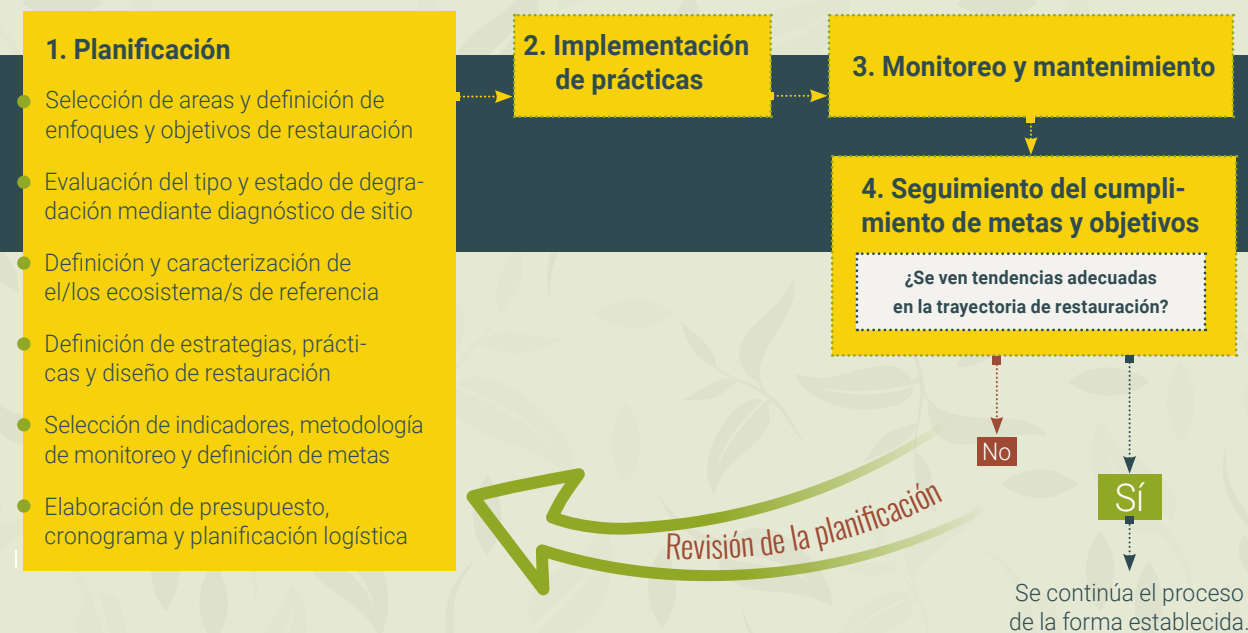 1. Planificación
Selección de areas y definición de
enfoques y objetivos de restauración
Evaluación del tipo y estado de degra-
dación mediante diagnóstico de sitio
Definición y caracterización de
el/los ecosistema/s de referencia
Definición de estrategias, prácti-
cas y diseño de restauración
Selección de indicadores, metodología
de monitoreo y definición de metas
Elaboración de presupuesto,
cronograma y planificación logística
2. Implementación
de prácticas
3. Monitoreo y mantenimiento
4. Seguimiento del cumpli-
miento de metas y objetivos
¿Se ven tendencias adecuadas
en la trayectoria de restauración?
No
Revisión de la planificación
Sí
Se continúa el proceso
de la forma establecida.